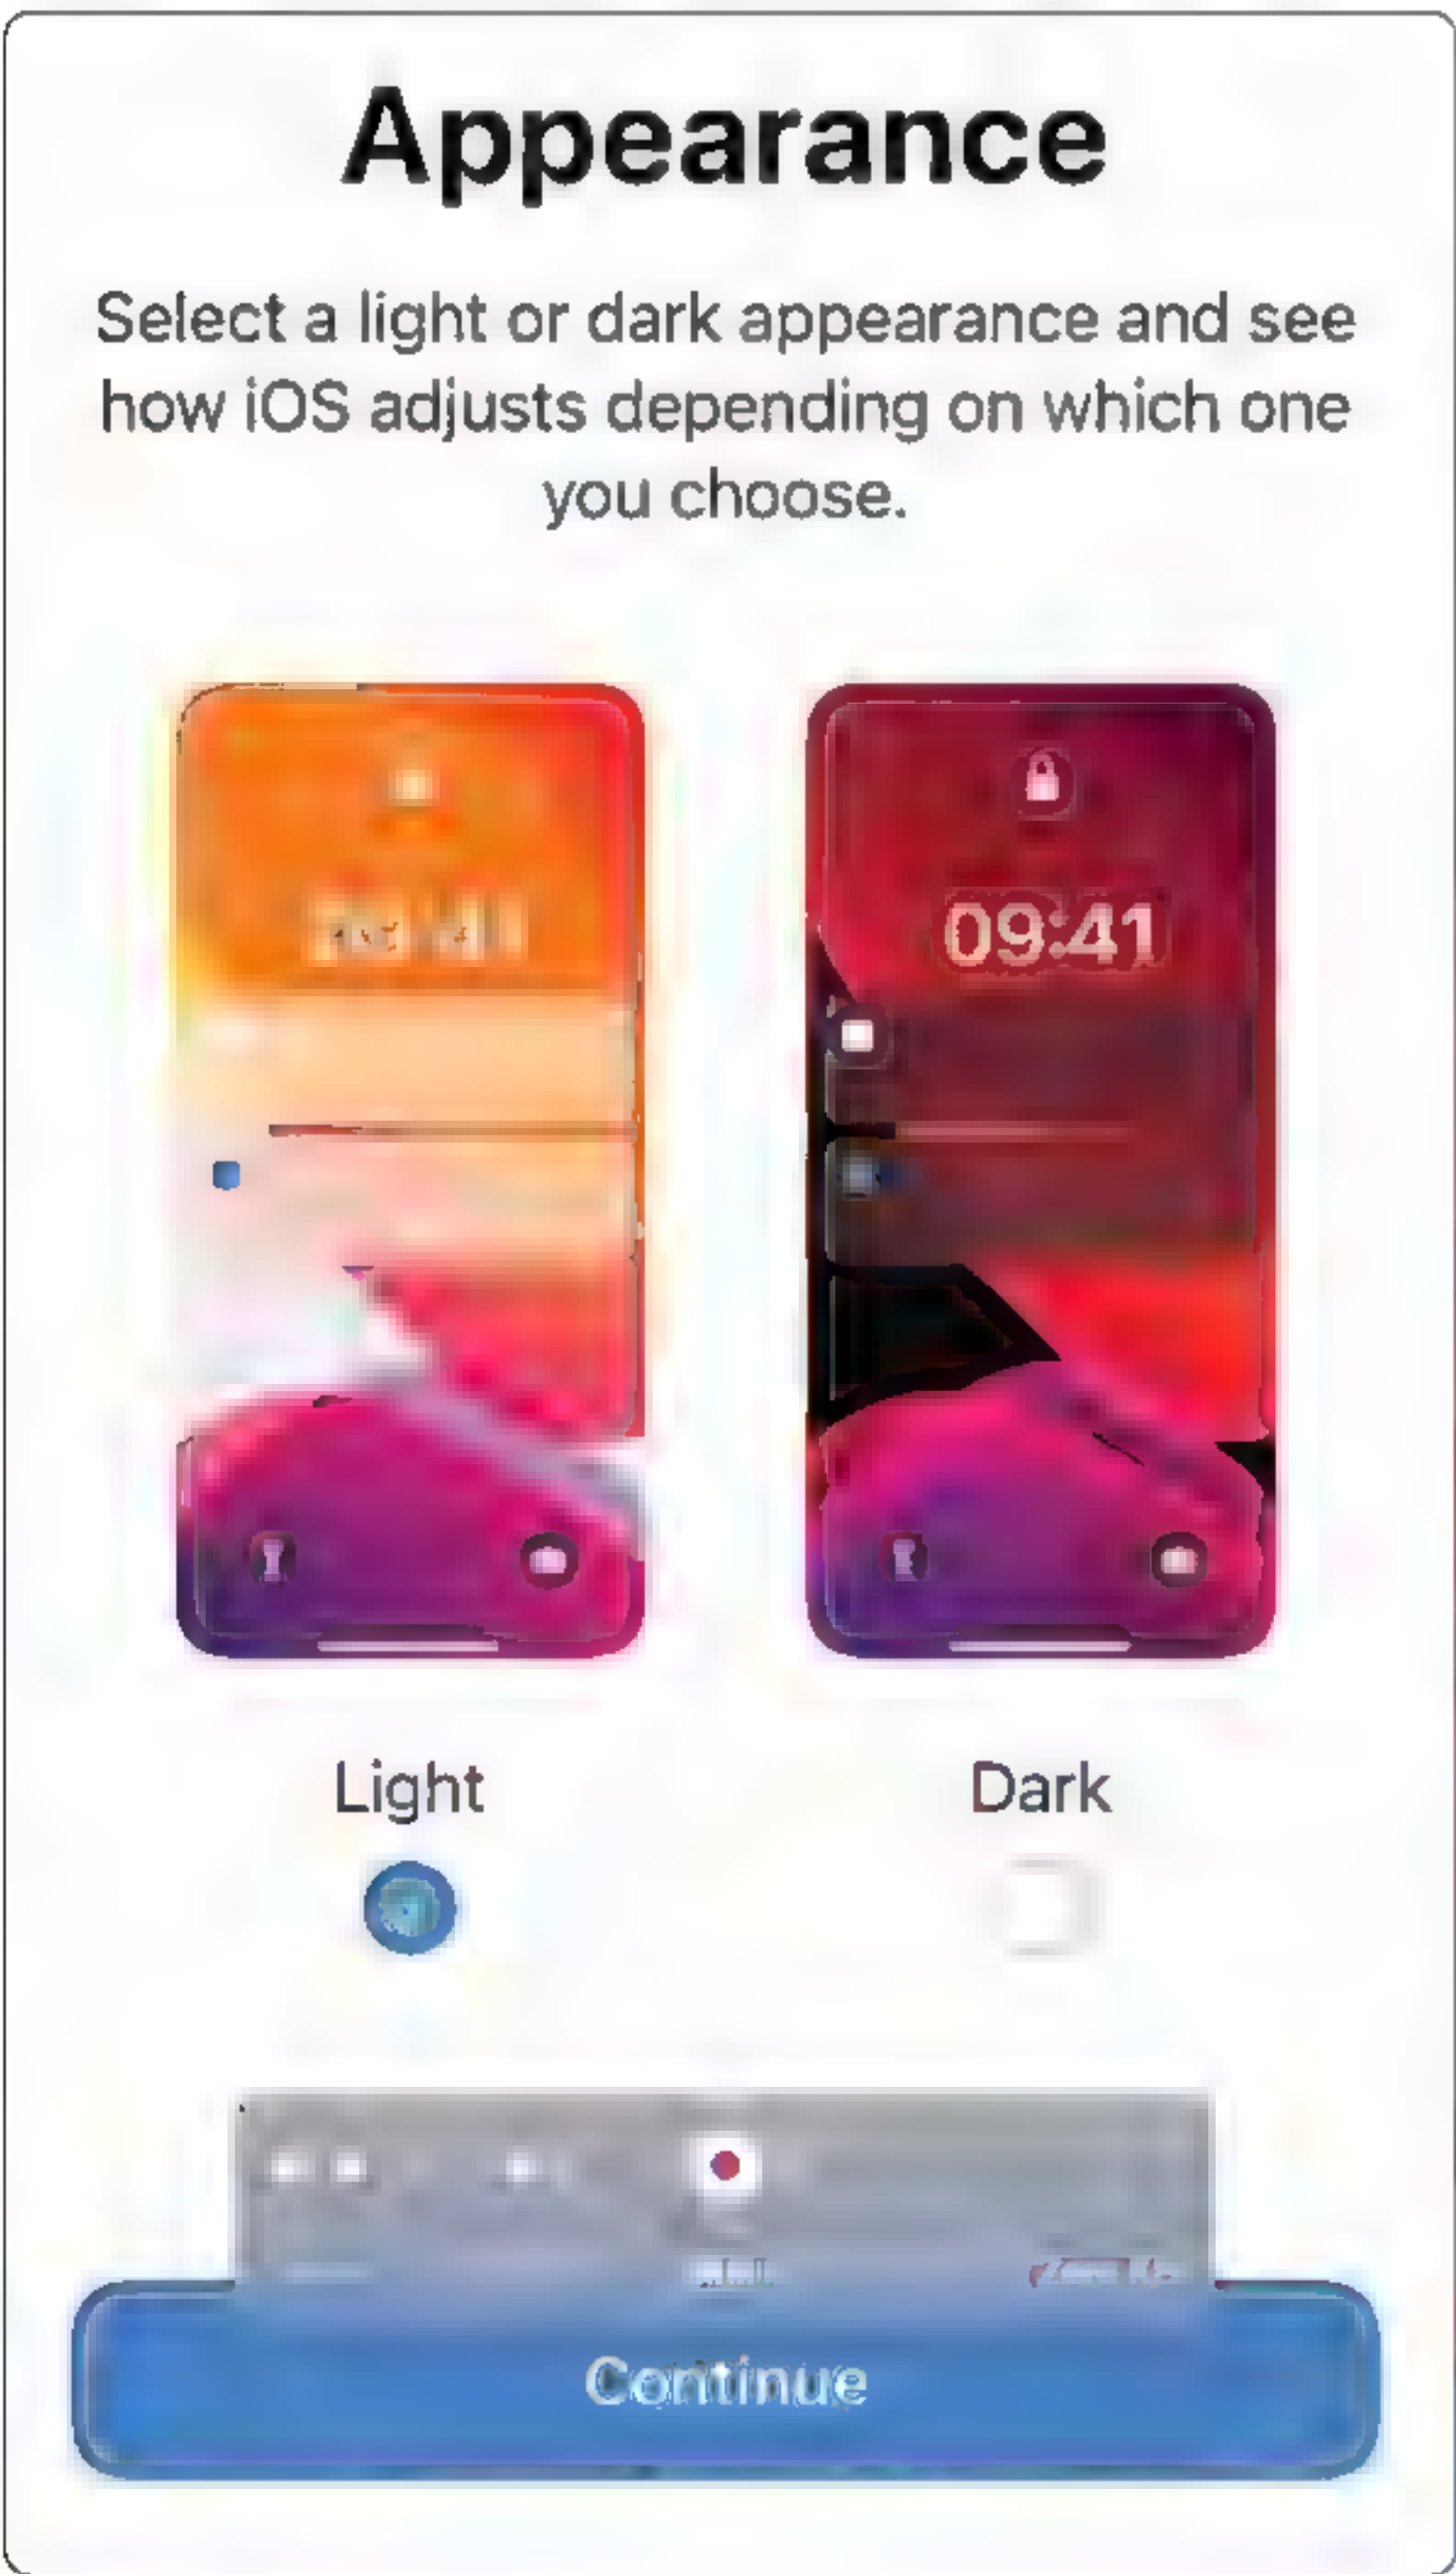 Appearance
Select a light or dark appearance and see
how iOS adjusts depending on which one
you choose.
09:41
Light
Dark
Continue